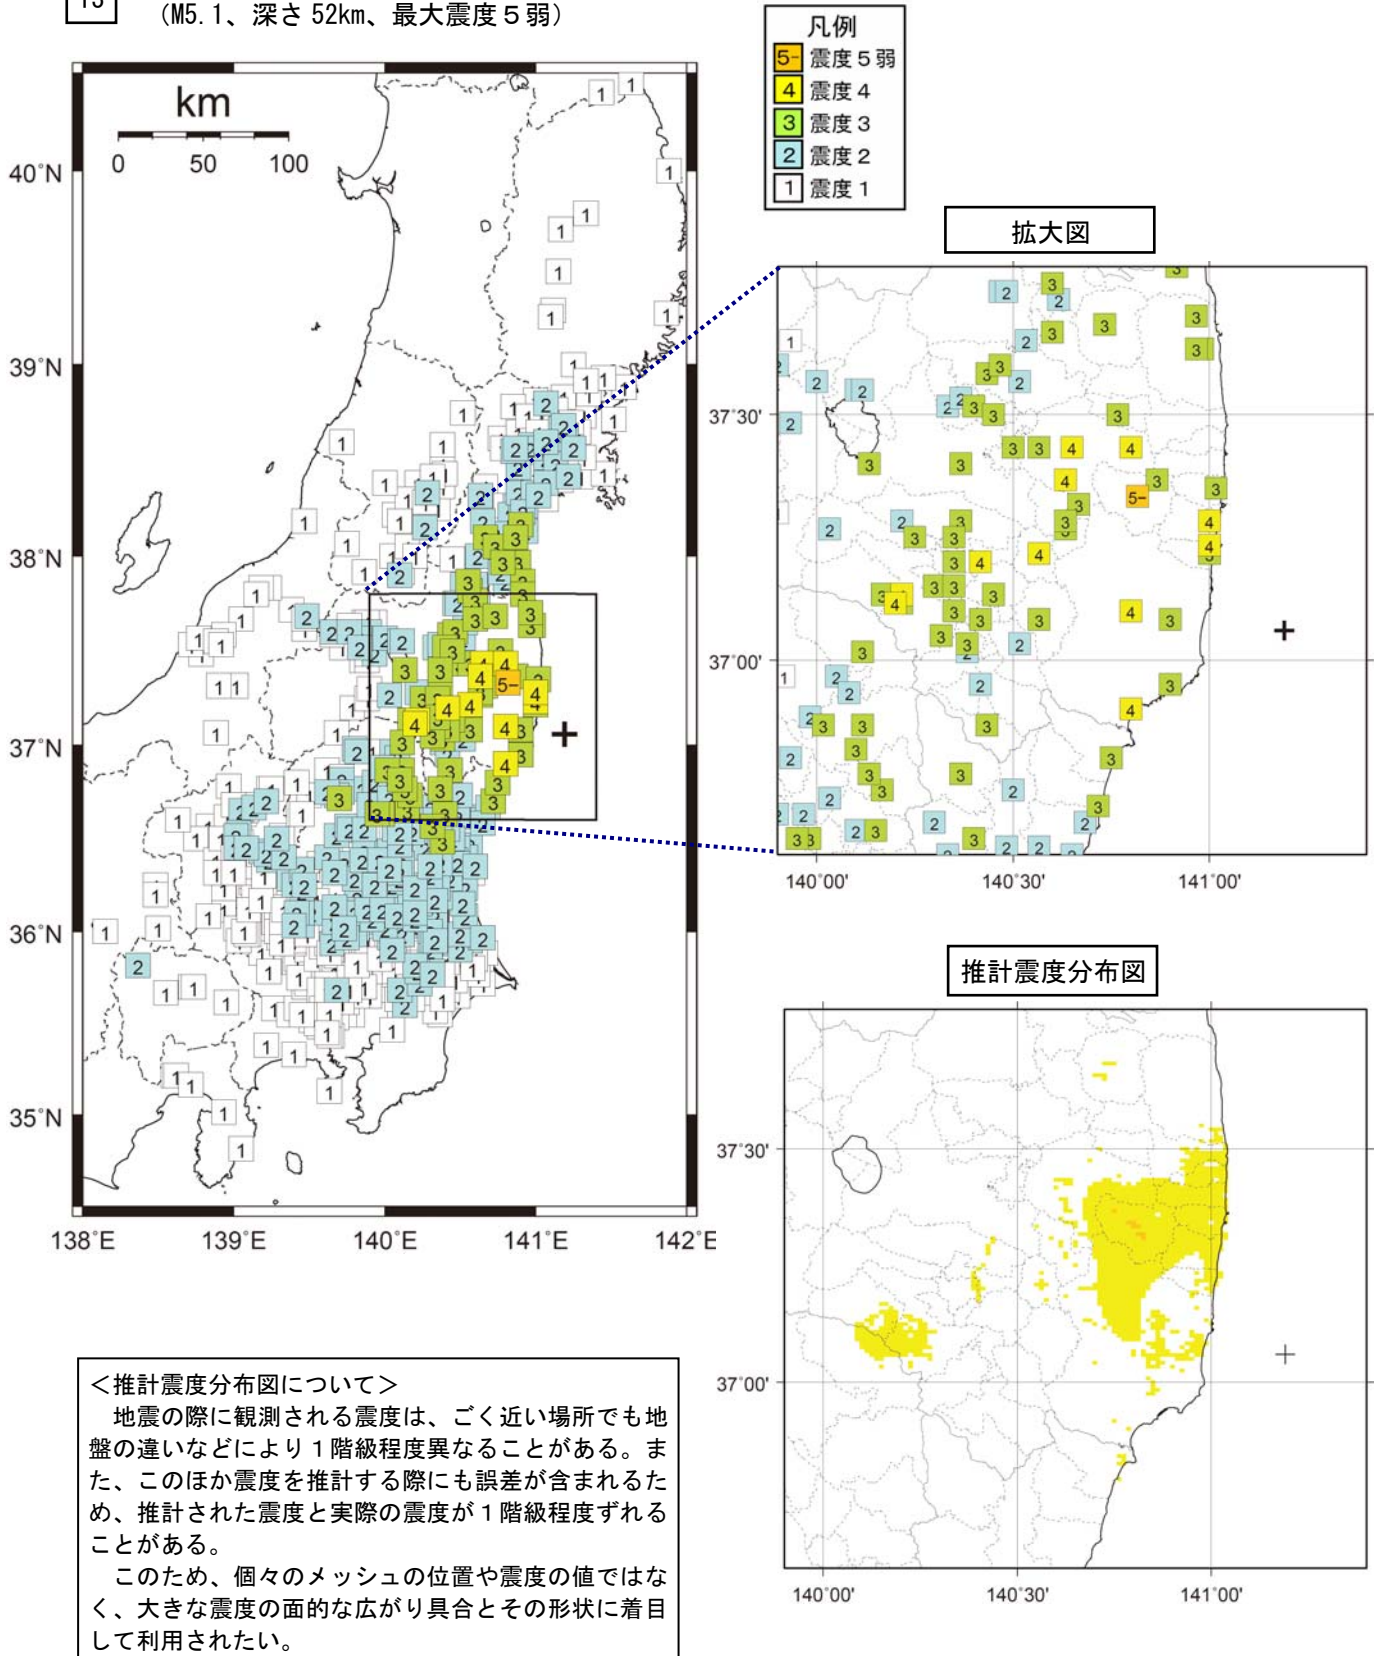 (M5.1、深さ 52km、最大震度５弱)
凡例
5- 震度５弱
4 震度４
3 震度３
2 震度２
1 震度１
km
0 50 100
40°N
39°N
38°N
37°N
36°N
35°N
138°E 139°E 140°E 141°E 142°E
拡大図
37°30'
37°00'
140°00' 140°30' 141°00'
推計震度分布図
37°30'
37°00'
140°00' 140°30' 141°00'
＜推計震度分布図について＞
　地震の際に観測される震度は、ごく近い場所でも地
盤の違いなどにより１階級程度異なることがある。ま
た、このほか震度を推計する際にも誤差が含まれるた
め、推計された震度と実際の震度が１階級程度ずれる
ことがある。
　このため、個々のメッシュの位置や震度の値ではな
く、大きな震度の面的な広がり具合とその形状に着目
して利用されたい。